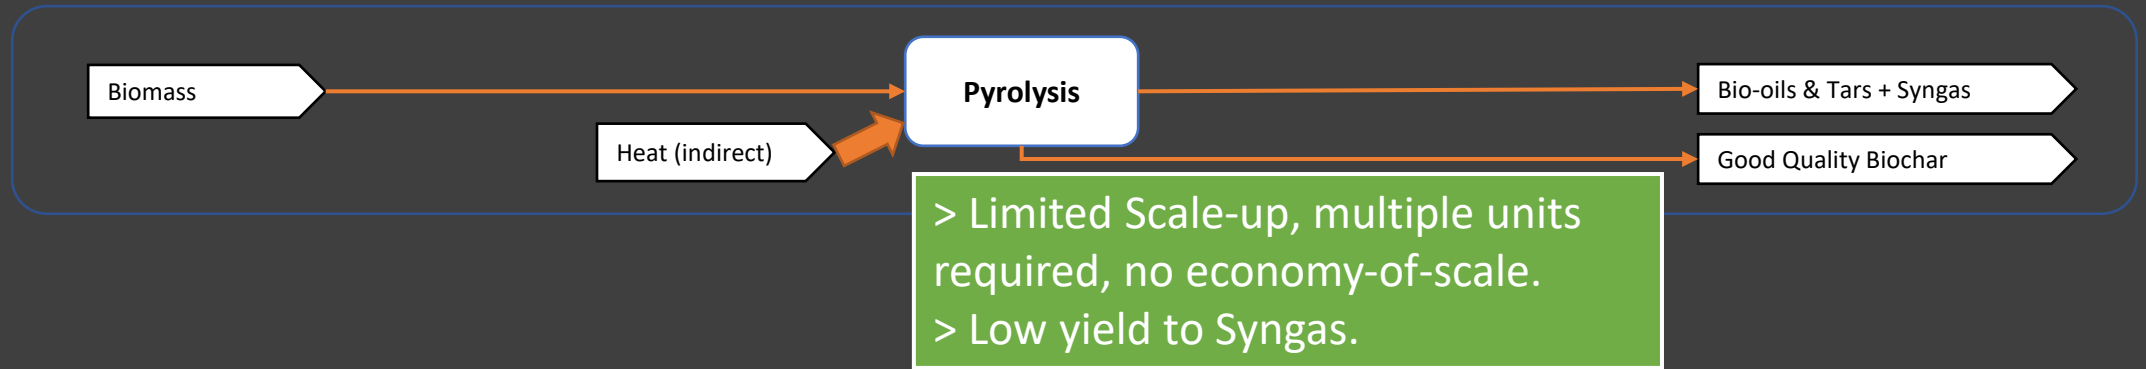 Biomass
Heat (indirect)
Pyrolysis
Bio-oils & Tars + Syngas
Good Quality Biochar
> Limited Scale-up, multiple units
required, no economy-of-scale.
> Low yield to Syngas.